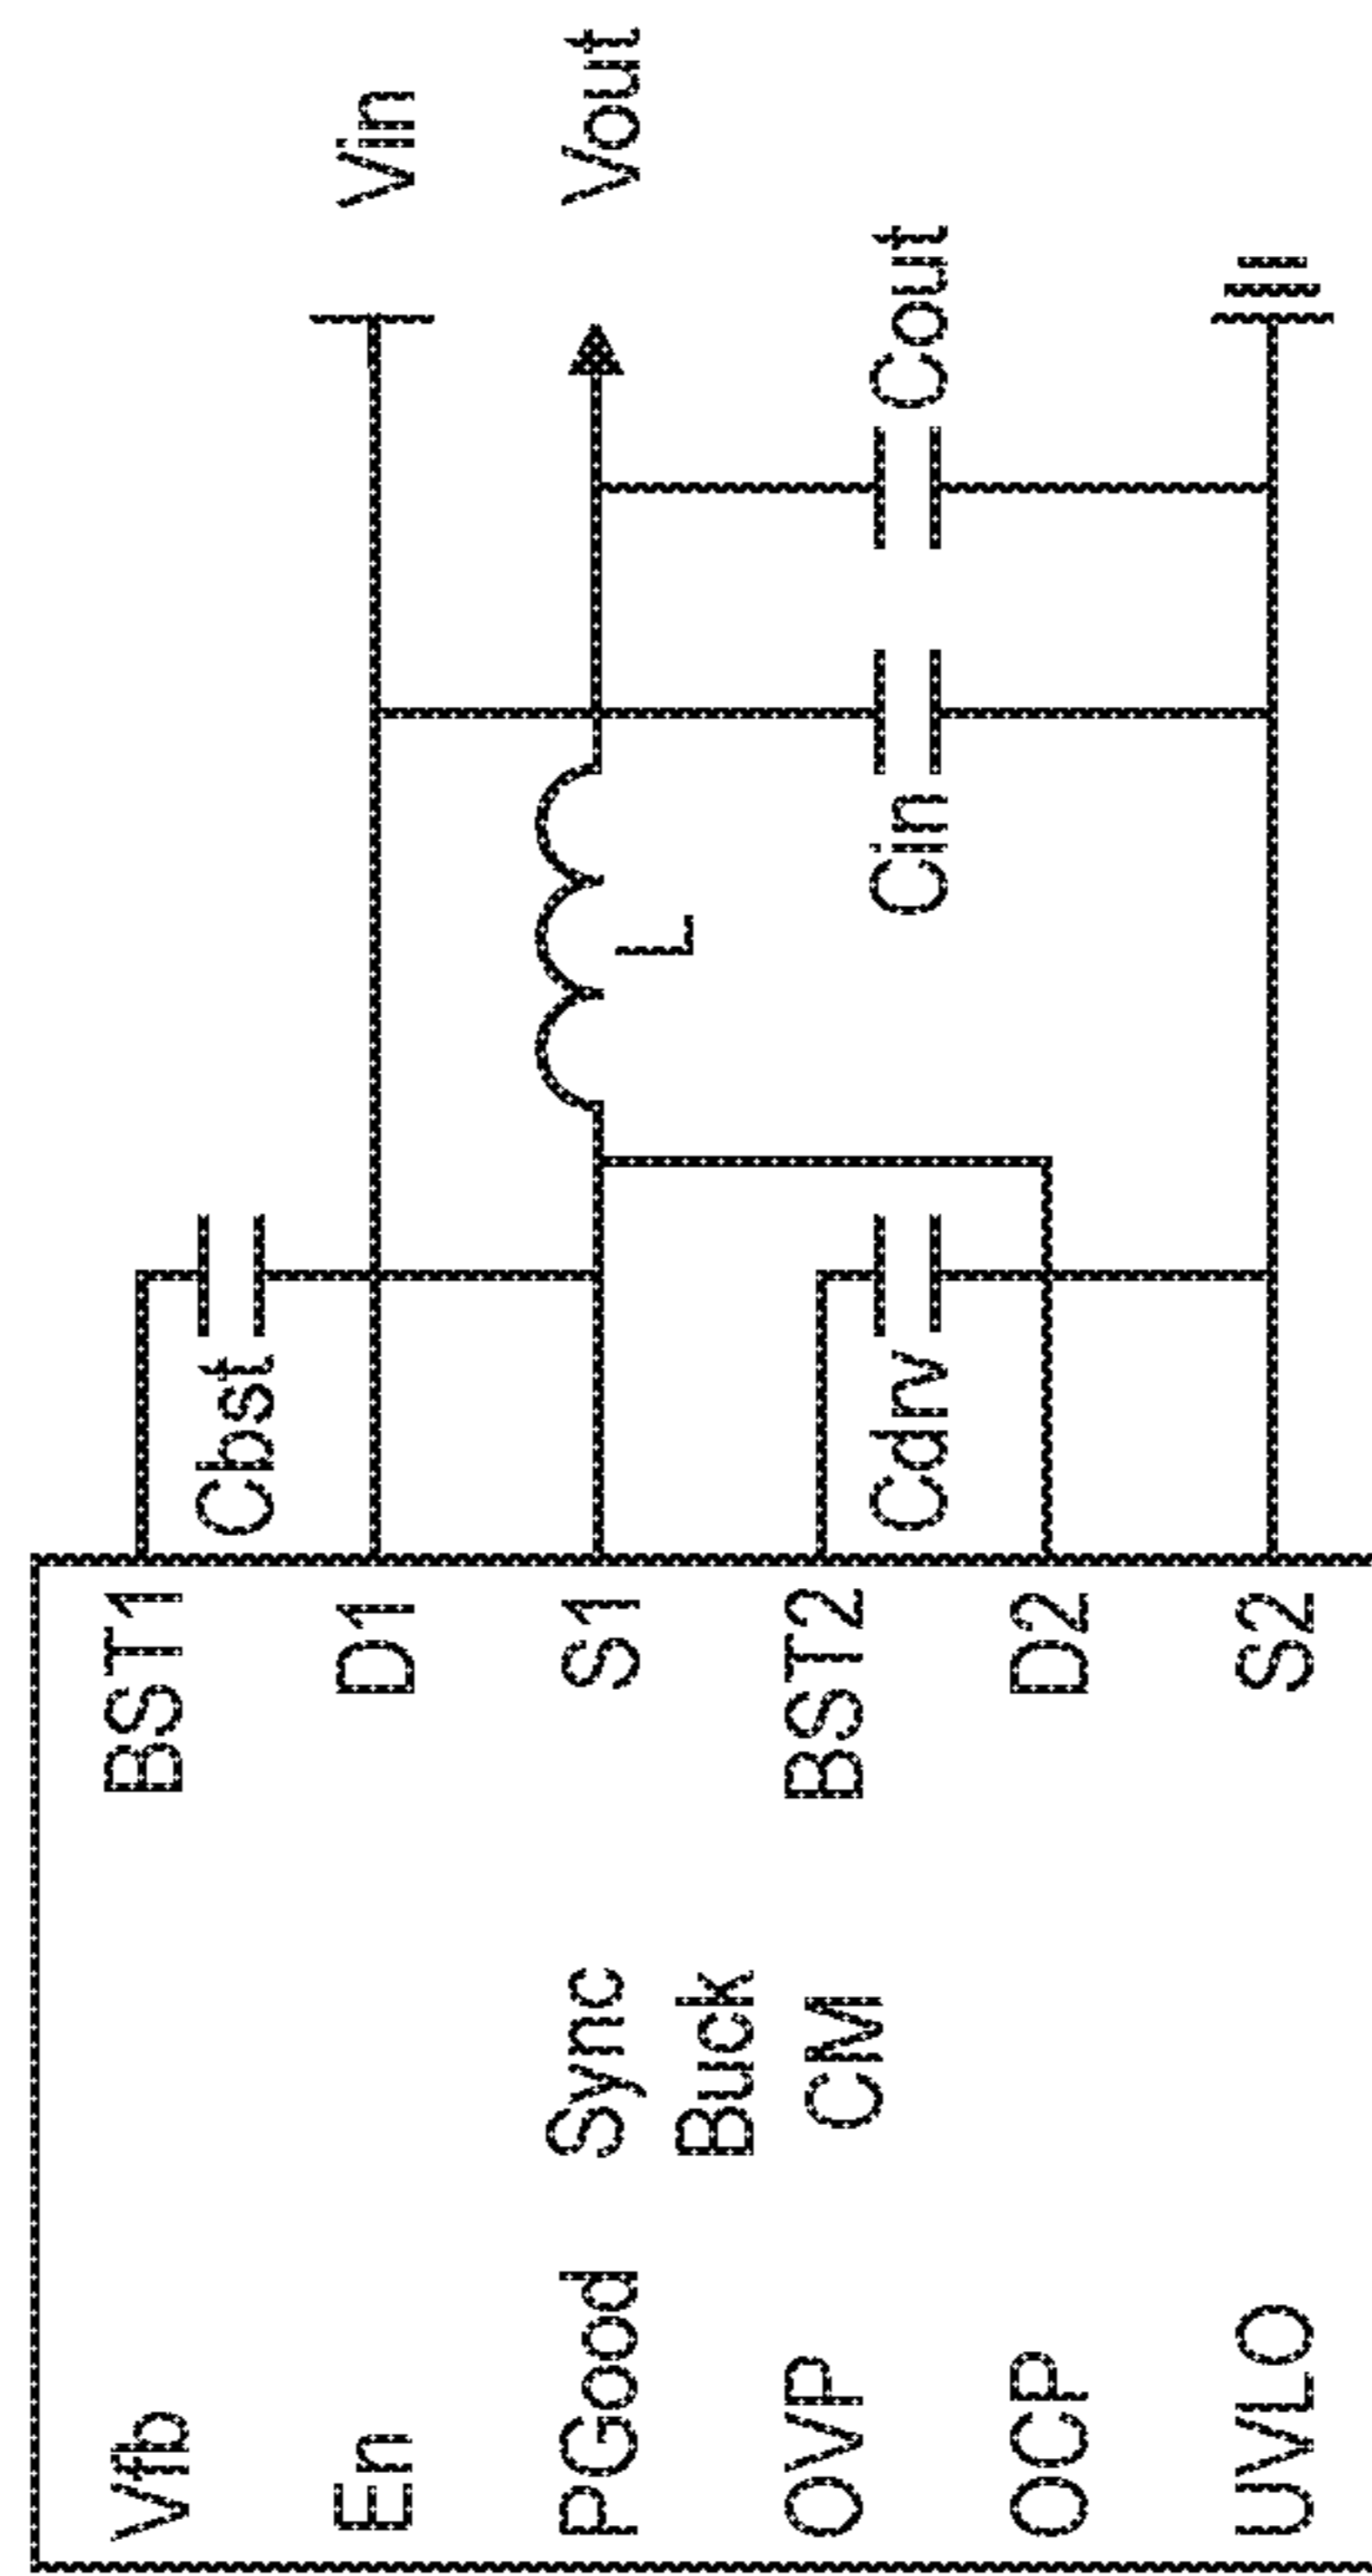 Vfb
En
PGood
OVP
OCP
UVLO
Sync
Buck
CM
BST1
D1
S1
BST2
D2
S2
Cbst
Cdrv
L
Cin
Cout
Vin
Vout